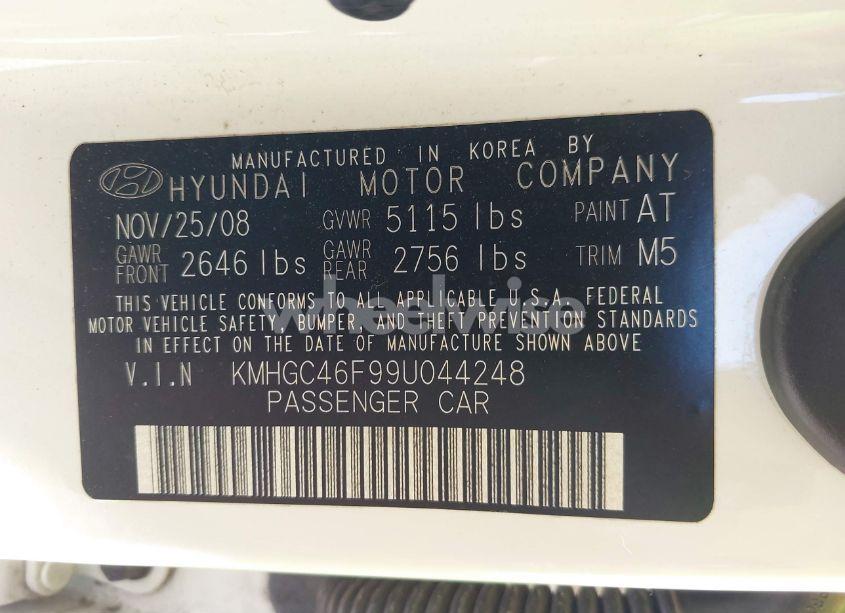 MANUFACTURED IN KOREA BY
HYUNDAI MOTOR COMPANY
NOV/25/08 GVWR 5115 lbs PAINT AT
GAWR FRONT 2646 lbs GAWR REAR 2756 lbs TRIM M5
THIS VEHICLE CONFORMS TO ALL APPLICABLE U.S.A. FEDERAL
MOTOR VEHICLE SAFETY, BUMPER, AND THEFT PREVENTION STANDARDS
IN EFFECT ON THE DATE OF MANUFACTURE SHOWN ABOVE
wheelwise
V.I.N KMHGC46F99U044248
PASSENGER CAR